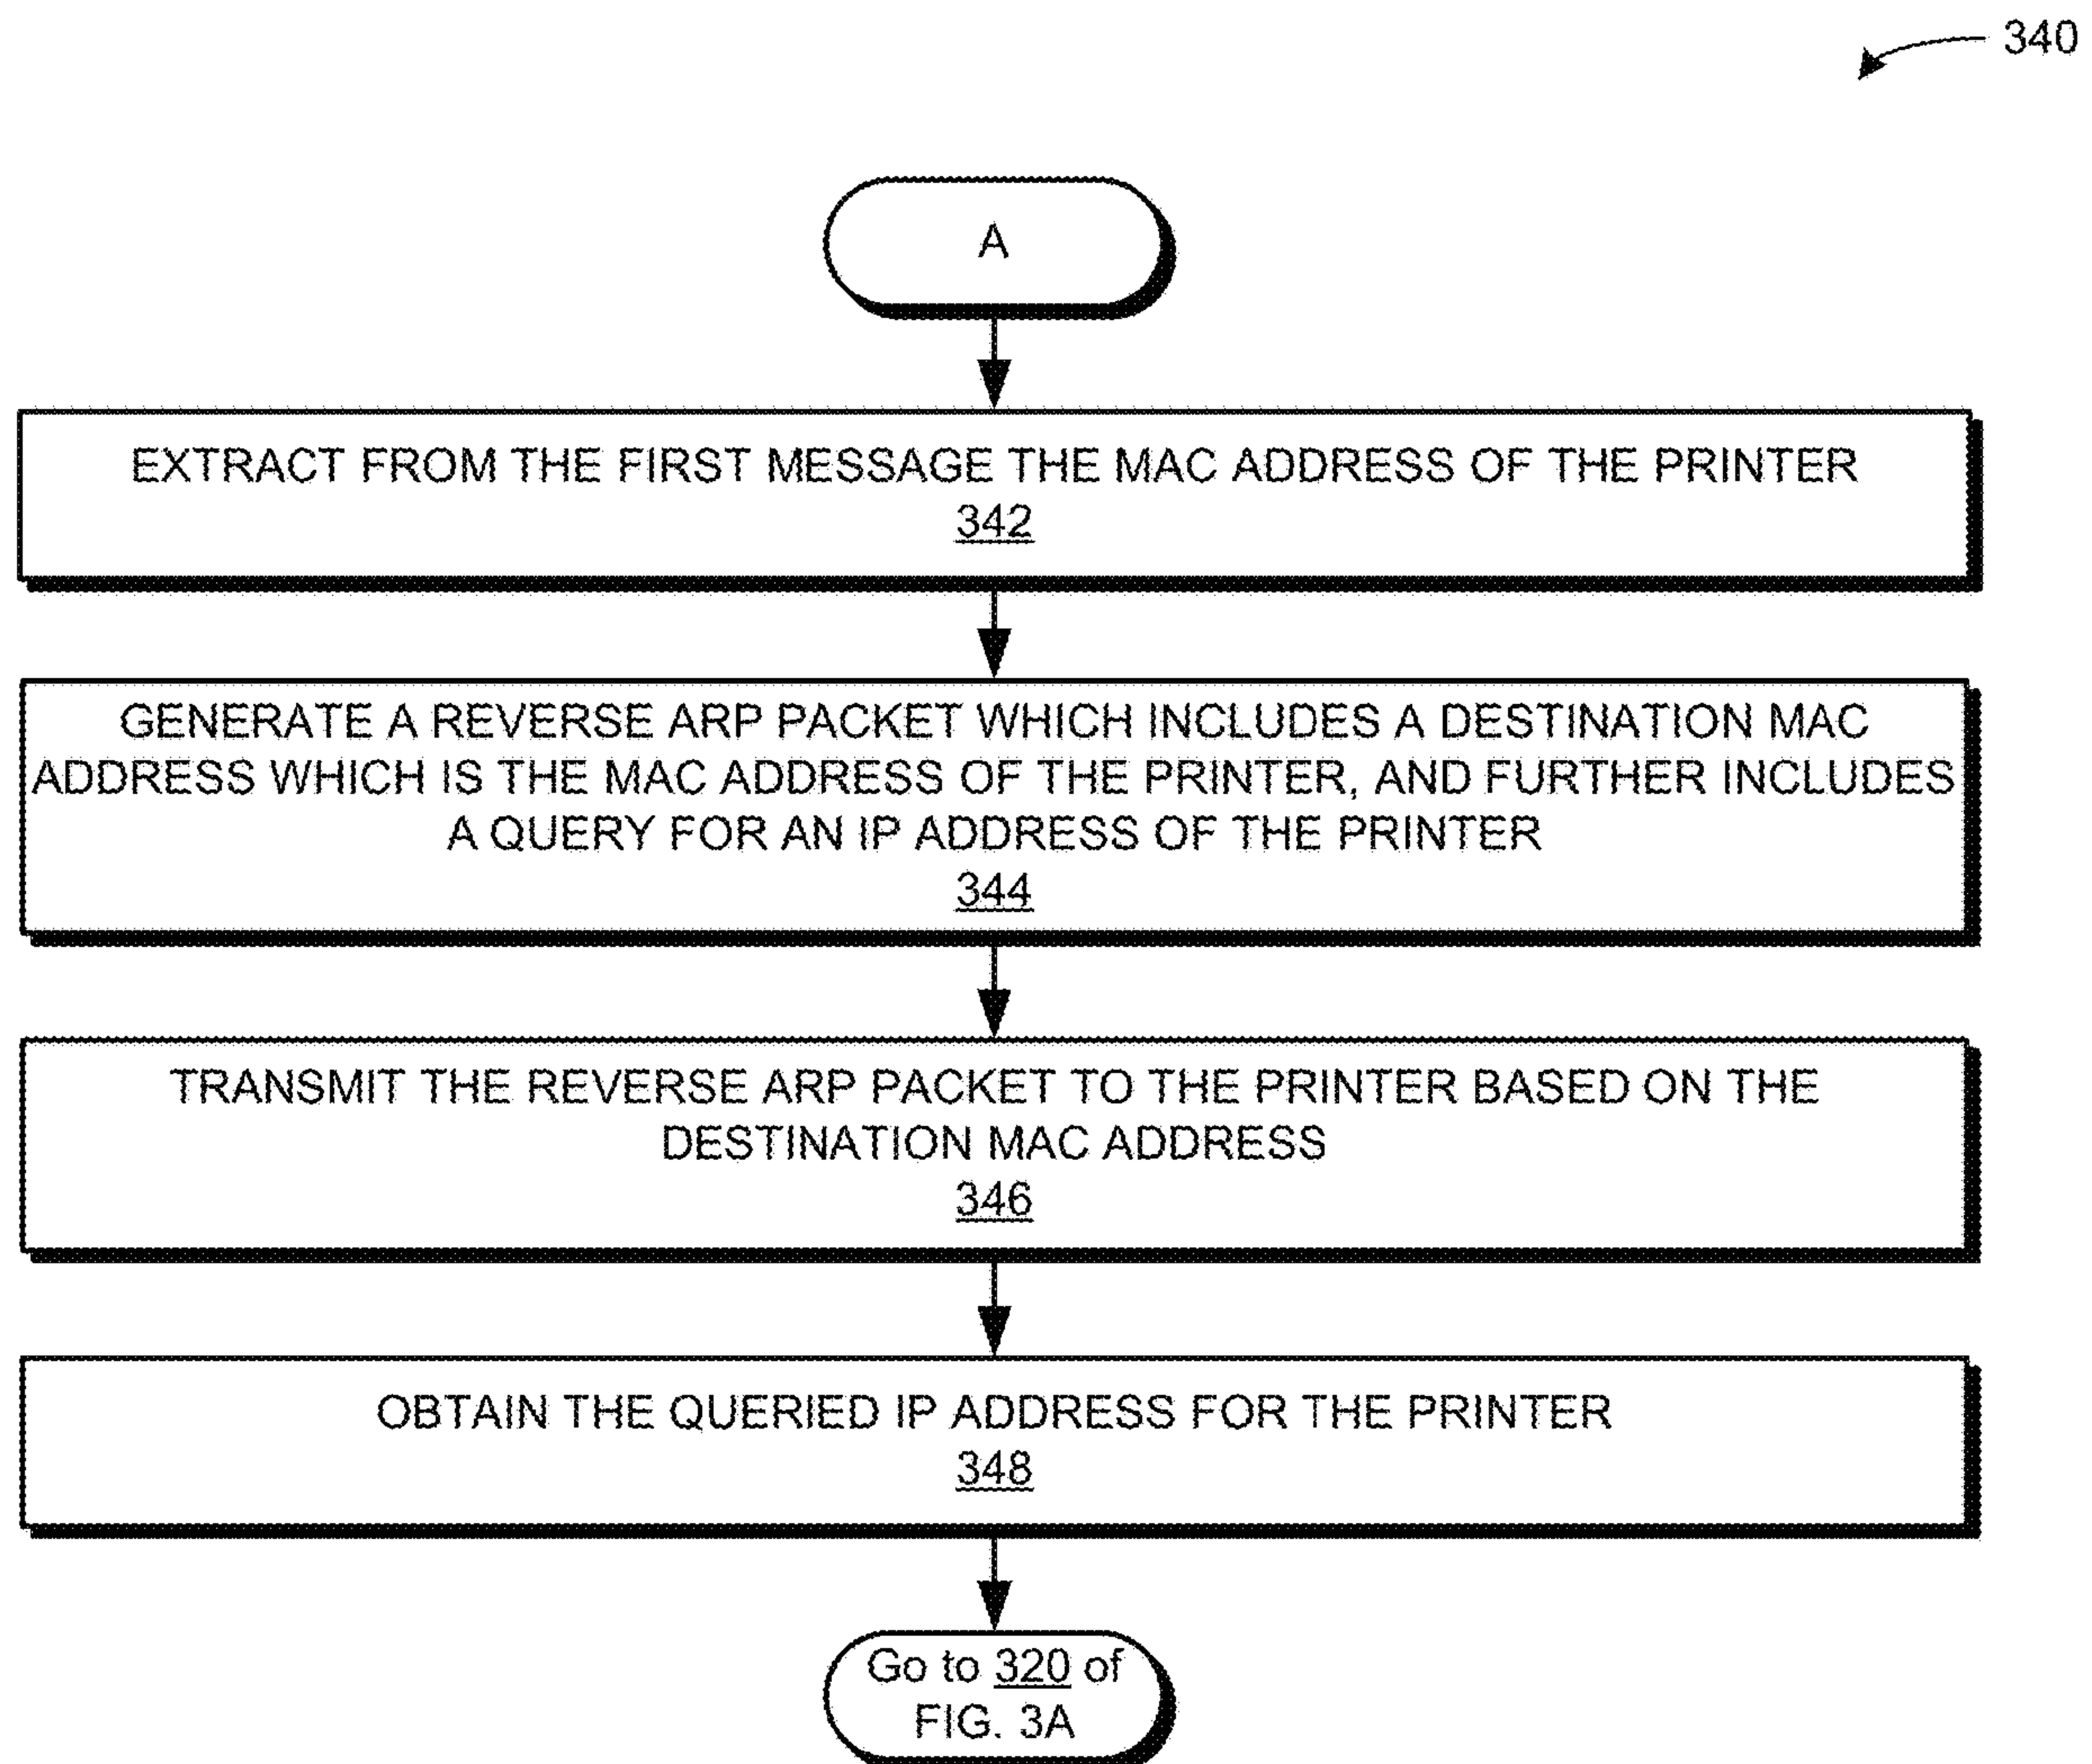 340
A
EXTRACT FROM THE FIRST MESSAGE THE MAC ADDRESS OF THE PRINTER
342
GENERATE A REVERSE ARP PACKET WHICH INCLUDES A DESTINATION MAC
ADDRESS WHICH IS THE MAC ADDRESS OF THE PRINTER, AND FURTHER INCLUDES
A QUERY FOR AN IP ADDRESS OF THE PRINTER
344
TRANSMIT THE REVERSE ARP PACKET TO THE PRINTER BASED ON THE
DESTINATION MAC ADDRESS
346
OBTAIN THE QUERIED IP ADDRESS FOR THE PRINTER
348
Go to 320 of
FIG. 3A